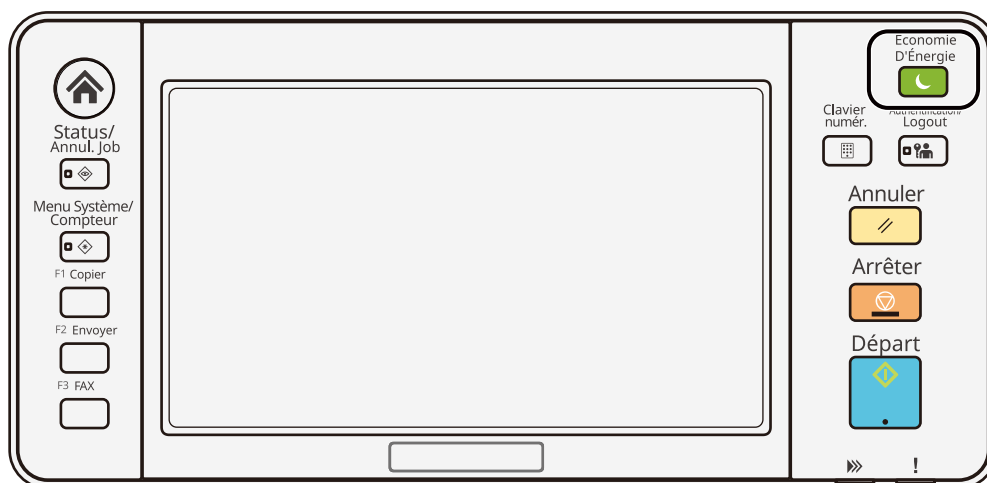 Status/
Annul. Job
Menu Système/
Compteur
F1 Copier
F2 Envoyer
F3 FAX
Economie
D'Énergie
Clavier
numér.
Authentification/
Logout
Annuler
Arrêter
Départ
!